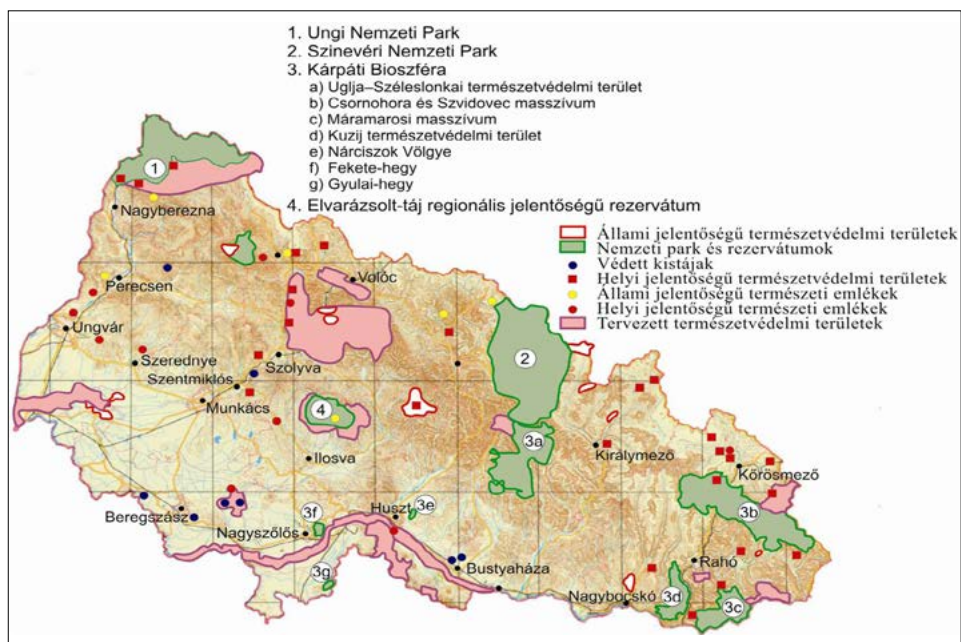 1. Ungi Nemzeti Park
2. Szinevéri Nemzeti Park
3. Kárpáti Bioszféra
a) Uglja–Széleslonkai természetvédelmi terület
b) Csornohora és Szvidovec masszívum
c) Máramarosi masszívum
d) Kuzij természetvédelmi terület
e) Nárciszok Völgye
f) Fekete-hegy
g) Gyulai-hegy
4. Elvarázsolt-táj regionális jelentőségű rezervátum
Állami jelentőségű természetvédelmi területek
Nemzeti park és rezervátumok
Védett kistájak
Helyi jelentőségű természetvédelmi területek
Állami jelentőségű természeti emlékek
Helyi jelentőségű természeti emlékek
Tervezett természetvédelmi területek
1
Nagyberezna
Volóc
Perecsen
Ungvár
Szerednye
Szolyva
Szentmiklós
Munkács
2
4
3a
Királymező
Ilosva
Kőrösmező
Beregszász
3f
Huszt
3e
3b
Nagyszőlős
Bustyaháza
Rahó
3g
Nagybocskó
3d
3c